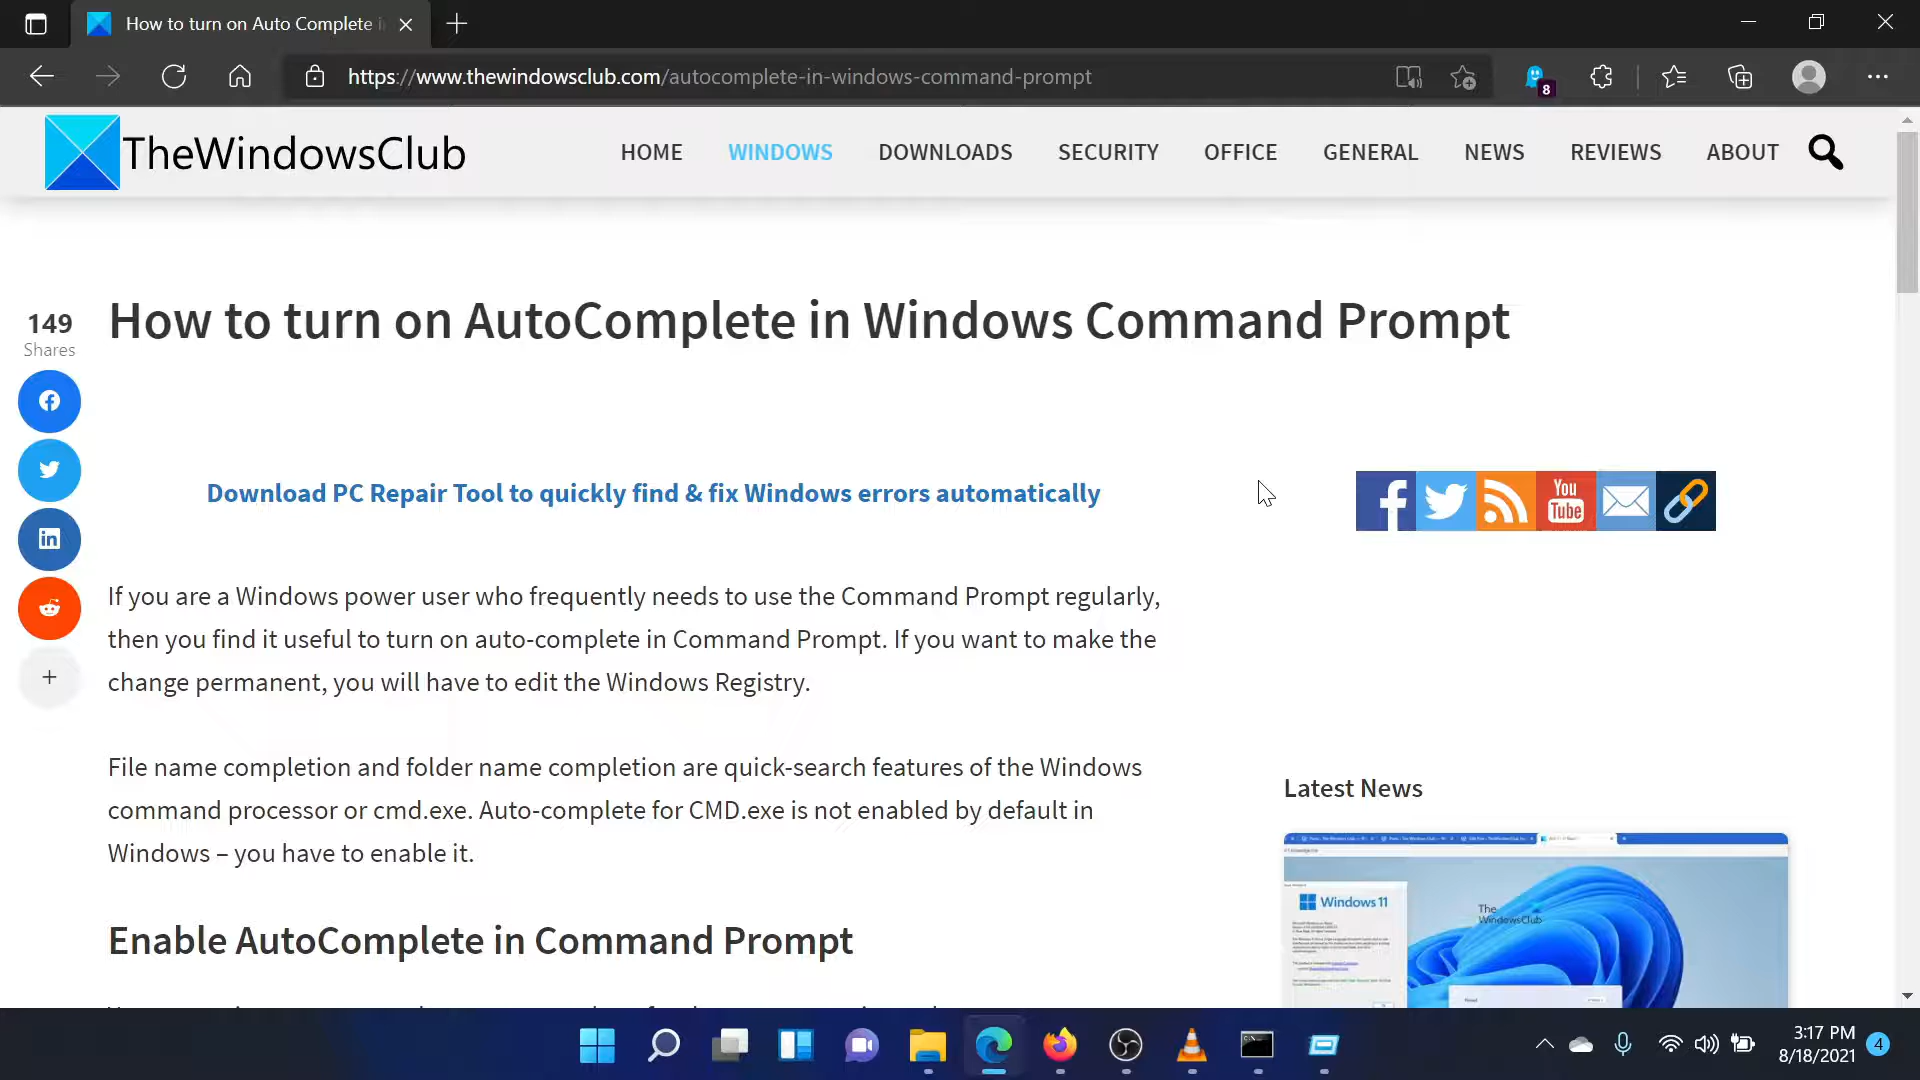 How to turn on Auto Complete i
https://www.thewindowsclub.com/autocomplete-in-windows-command-prompt
8
TheWindowsClub
HOME
WINDOWS
DOWNLOADS
SECURITY
OFFICE
GENERAL
NEWS
REVIEWS
ABOUT
How to turn on AutoComplete in Windows Command Prompt
149
Shares
Download PC Repair Tool to quickly find & fix Windows errors automatically
You
Tube
If you are a Windows power user who frequently needs to use the Command Prompt regularly,
then you find it useful to turn on auto-complete in Command Prompt. If you want to make the
change permanent, you will have to edit the Windows Registry.
File name completion and folder name completion are quick-search features of the Windows
command processor or cmd.exe. Auto-complete for CMD.exe is not enabled by default in
Windows – you have to enable it.
Latest News
Windows 11
The
WindowsClub
Enable AutoComplete in Command Prompt
3:17 PM
8/18/2021
4